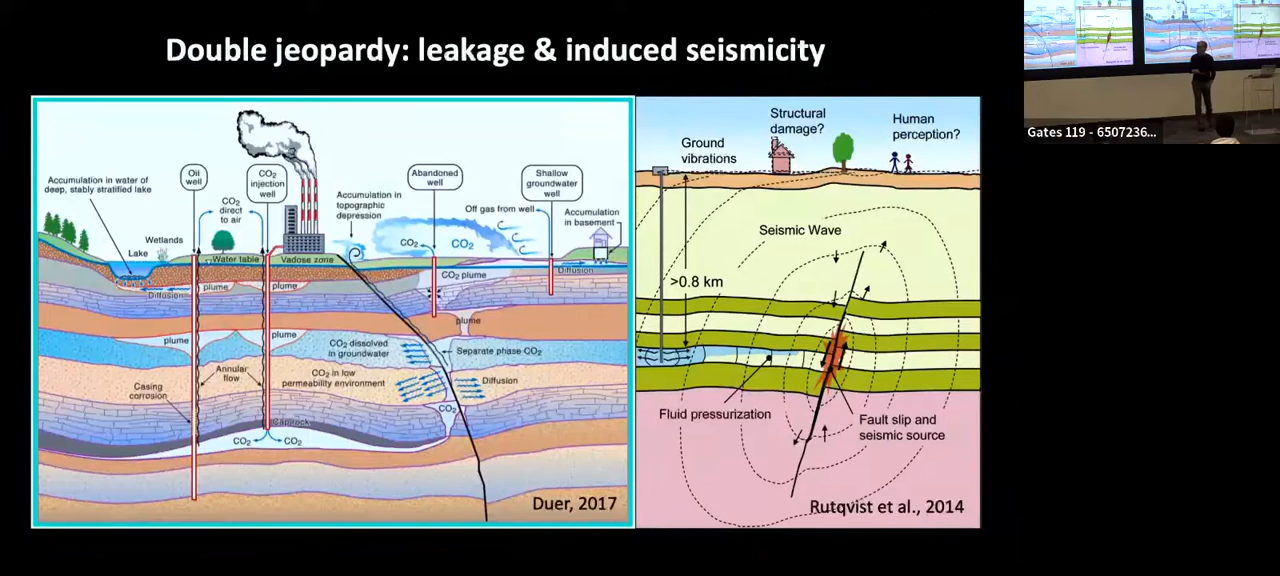 Double jeopardy: leakage & induced seismicity
Accumulation in water of
deep, stably stratified lake
Oil
well
CO₂
injection
well
CO₂
direct
to air
Accumulation in
topographic
depression
Abandoned
well
Shallow
groundwater
well
Off gas from well
Accumulation
in basement
Wetlands
Lake
Water table
Vadose zone
CO₂
CO₂
Diffusion
CO₂ plume
Diffusion
plume
plume
plume
plume
plume
CO₂ dissolved
in groundwater
Separate phase CO₂
Annular
flow
CO₂ in low
permeability environment
Diffusion
Casing
corrosion
CO₂
Caprock
CO₂
CO₂
Duer, 2017
Structural
damage?
Human
perception?
Ground
vibrations
Seismic Wave
>0.8 km
Fluid pressurization
Fault slip and
seismic source
Rutqvist et al., 2014
Gates 119 - 6507236...